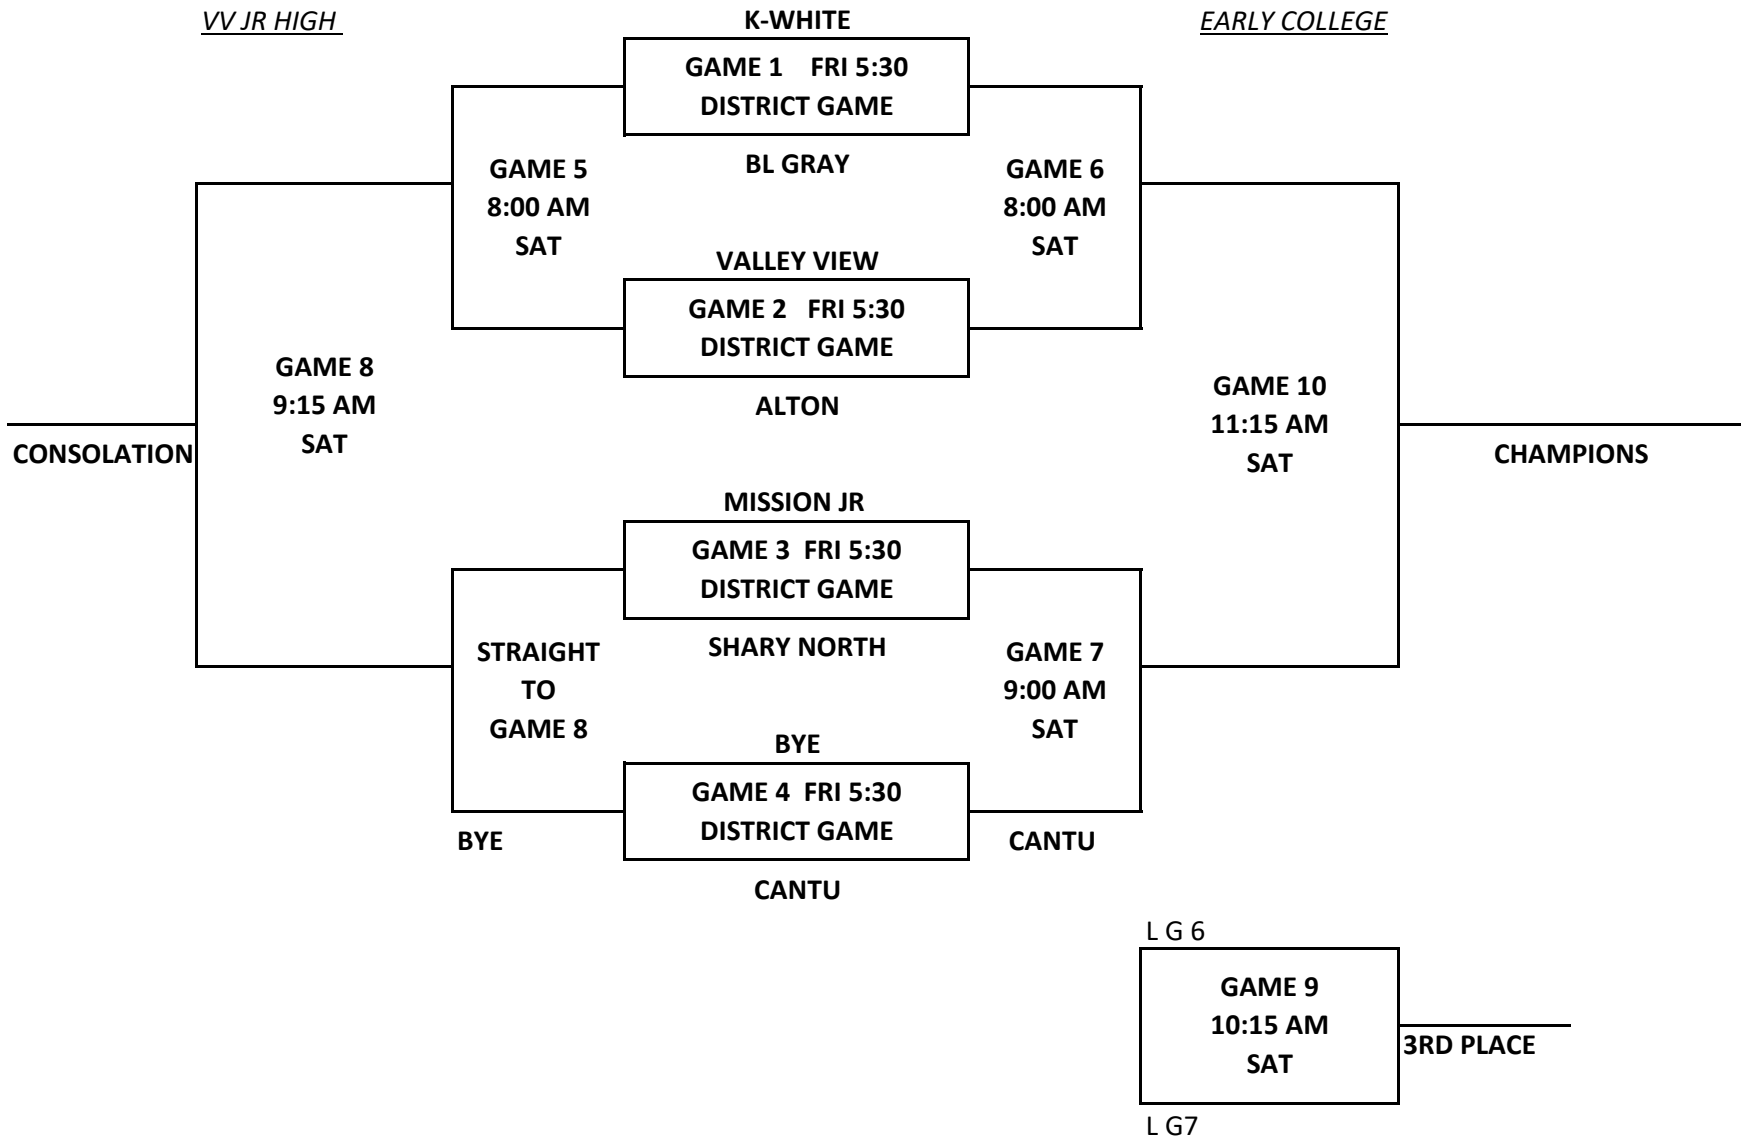 VV JR HIGH
K-WHITE
EARLY COLLEGE
GAME 1 FRI 5:30
DISTRICT GAME
BL GRAY
GAME 5
8:00 AM
SAT
GAME 6
8:00 AM
SAT
VALLEY VIEW
GAME 2 FRI 5:30
DISTRICT GAME
ALTON
GAME 8
9:15 AM
SAT
GAME 10
11:15 AM
SAT
CONSOLATION
CHAMPIONS
MISSION JR
GAME 3 FRI 5:30
DISTRICT GAME
SHARY NORTH
STRAIGHT
TO
GAME 8
GAME 7
9:00 AM
SAT
BYE
GAME 4 FRI 5:30
DISTRICT GAME
BYE
CANTU
CANTU
L G 6
GAME 9
10:15 AM
SAT
3RD PLACE
L G7